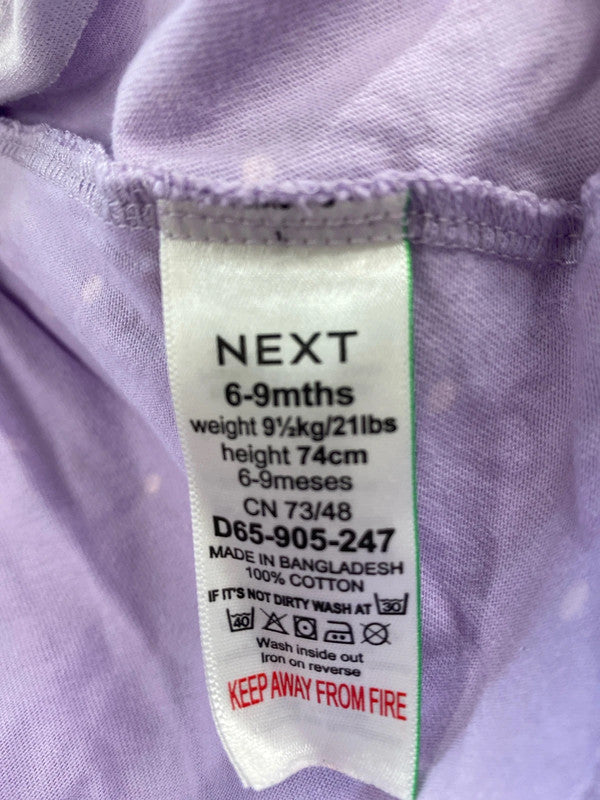 NEXT
6-9mths
weight 9½kg/21lbs
height 74cm
6-9meses
CN 73/48
D65-905-247
MADE IN BANGLADESH
100% COTTON
IF IT'S NOT DIRTY WASH AT 30
40
Wash inside out
Iron on reverse
KEEP AWAY FROM FIRE